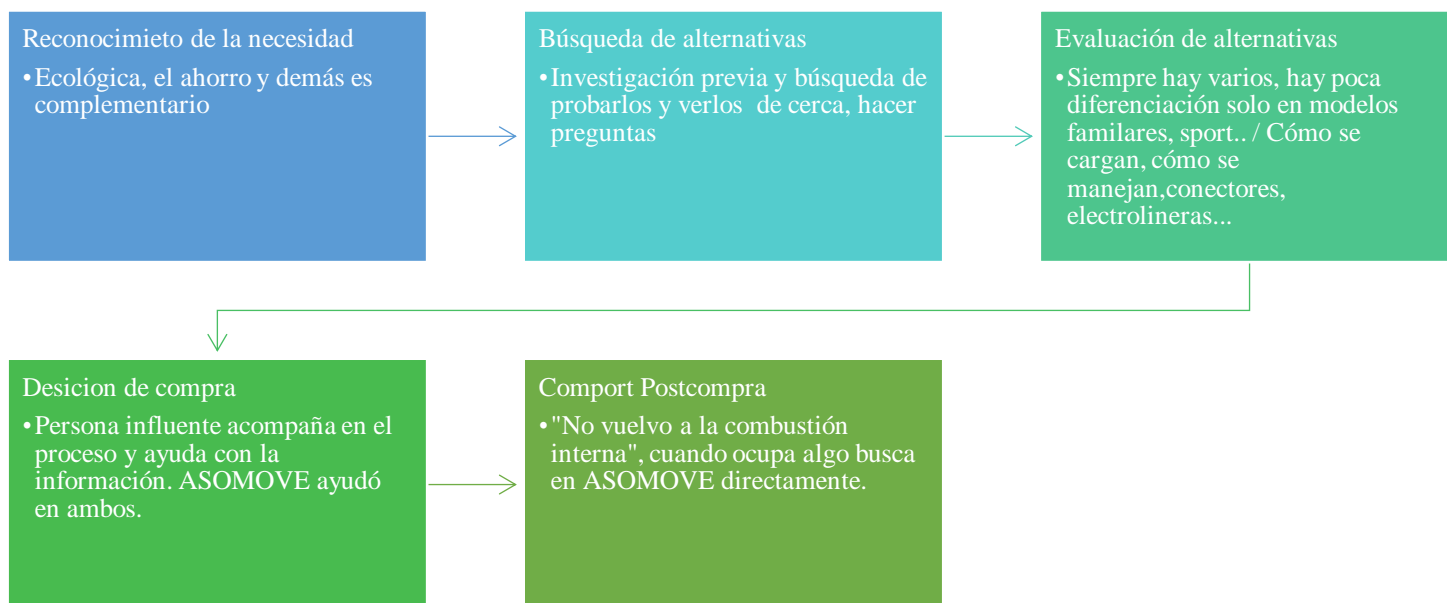 Reconocimieto de la necesidad
•Ecológica, el ahorro y demás es
complementario
Búsqueda de alternativas
•Investigación previa y búsqueda de
probarlos y verlos de cerca, hacer
preguntas
Evaluación de alternativas
•Siempre hay varios, hay poca
diferenciación solo en modelos
familares, sport.. / Cómo se
cargan, cómo se
manejan,conectores,
electrolineras...
Desicion de compra
•Persona influente acompaña en el
proceso y ayuda con la
información. ASOMOVE ayudó
en ambos.
Comport Postcompra
•"No vuelvo a la combustión
interna", cuando ocupa algo busca
en ASOMOVE directamente.